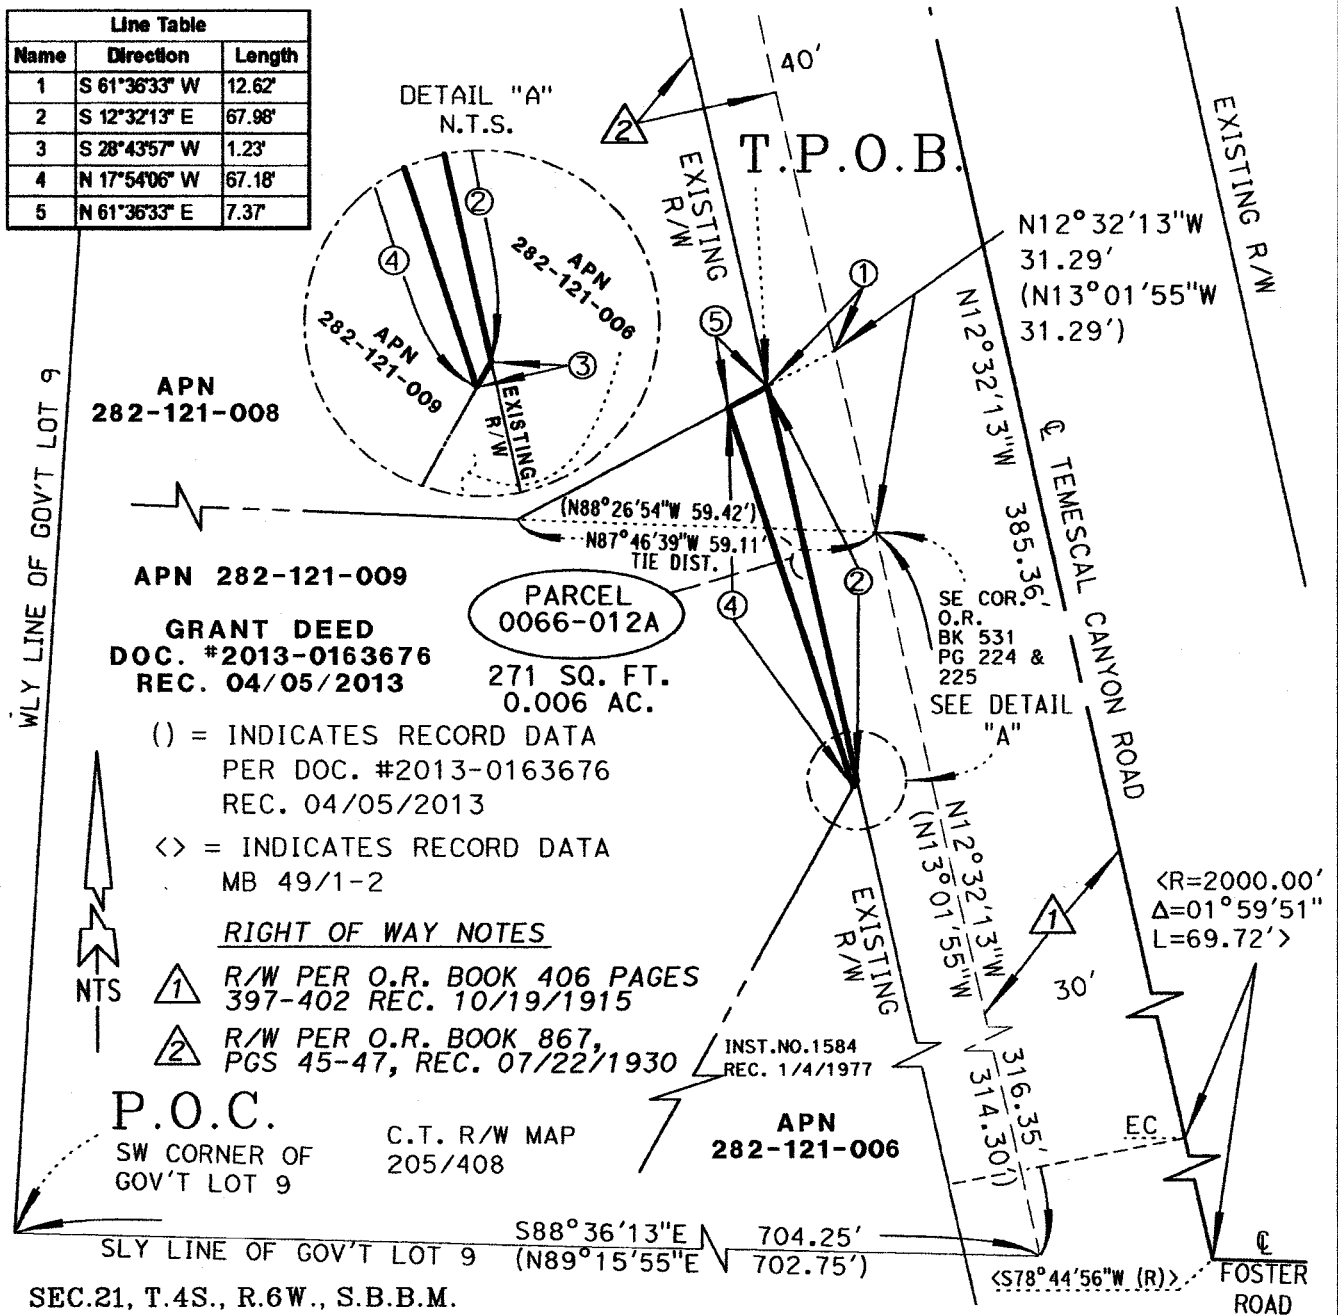 Line Table
Name Direction Length
1 S 61°36'33" W 12.62'
2 S 12°32'13" E 67.98'
3 S 28°43'57" W 1.23'
4 N 17°54'06" W 67.18'
5 N 61°36'33" E 7.37'
DETAIL "A"
N.T.S.
2
4
3
APN
282-121-006
APN
282-121-009
EXISTING
R/W
2
40'
EXISTING
R/W
T.P.O.B.
EXISTING R/W
N12°32'13"W
31.29'
(N13°01'55"W
31.29')
1
5
N12°32'13"W 385.36'
℄ TEMESCAL CANYON ROAD
WLY LINE OF GOV'T LOT 9
APN
282-121-008
(N88°26'54"W 59.42')
N87°46'39"W 59.11'
TIE DIST.
APN 282-121-009
GRANT DEED
DOC. #2013-0163676
REC. 04/05/2013
PARCEL
0066-012A
271 SQ. FT.
0.006 AC.
4
2
SE COR.
O.R.
BK 531
PG 224 &
225
SEE DETAIL
"A"
() = INDICATES RECORD DATA
PER DOC. #2013-0163676
REC. 04/05/2013
<> = INDICATES RECORD DATA
MB 49/1-2
NTS
RIGHT OF WAY NOTES
1 R/W PER O.R. BOOK 406 PAGES
397-402 REC. 10/19/1915
2 R/W PER O.R. BOOK 867,
PGS 45-47, REC. 07/22/1930
EXISTING
R/W
N12°32'13"W 316.35'
(N13°01'55"W 314.30')
1
30'
<R=2000.00'
Δ=01°59'51"
L=69.72'>
INST.NO.1584
REC. 1/4/1977
P.O.C.
SW CORNER OF
GOV'T LOT 9
C.T. R/W MAP
205/408
APN
282-121-006
EC
SLY LINE OF GOV'T LOT 9
S88°36'13"E 704.25'
(N89°15'55"E 702.75')
<S78°44'56"W (R)>
℄
FOSTER
ROAD
SEC.21, T.4S., R.6W., S.B.B.M.